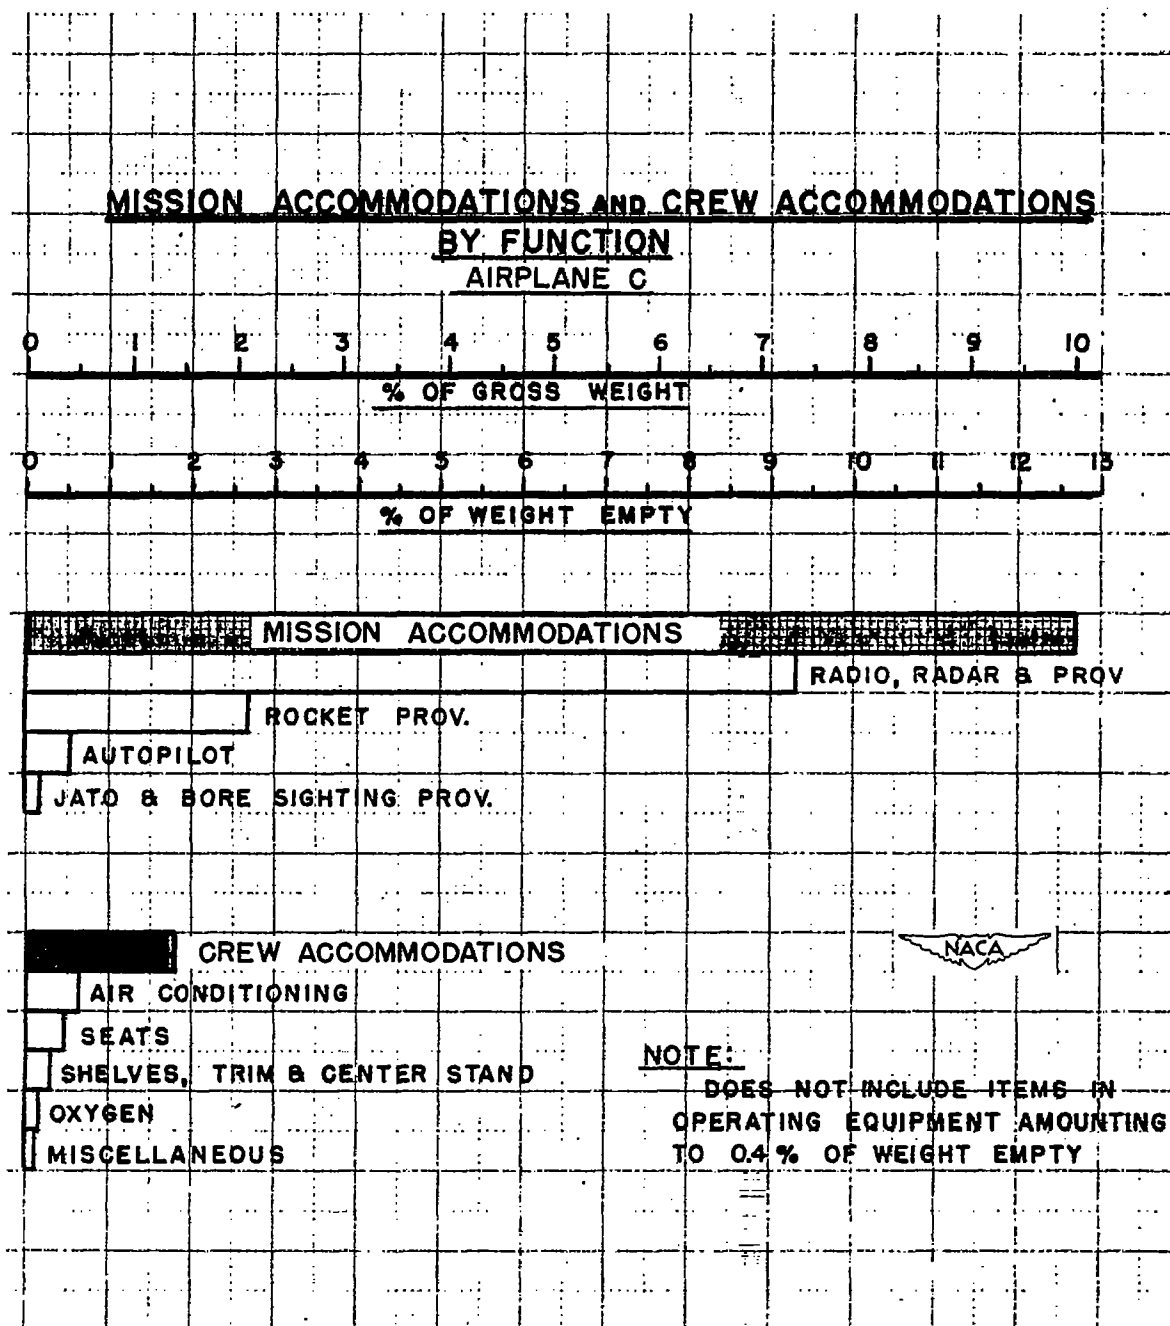 MISSION ACCOMMODATIONS AND CREW ACCOMMODATIONS
BY FUNCTION
AIRPLANE C
0 1 2 3 4 5 6 7 8 9 10
% OF GROSS WEIGHT
0 1 2 3 4 5 6 7 8 9 10 11 12 13
% OF WEIGHT EMPTY
MISSION ACCOMMODATIONS
RADIO, RADAR & PROV
ROCKET PROV.
AUTOPILOT
JATO & BORE SIGHTING PROV.
CREW ACCOMMODATIONS
NACA
AIR CONDITIONING
SEATS
SHELVES, TRIM & CENTER STAND
OXYGEN
MISCELLANEOUS
NOTE:
DOES NOT INCLUDE ITEMS IN
OPERATING EQUIPMENT AMOUNTING
TO 0.4% OF WEIGHT EMPTY